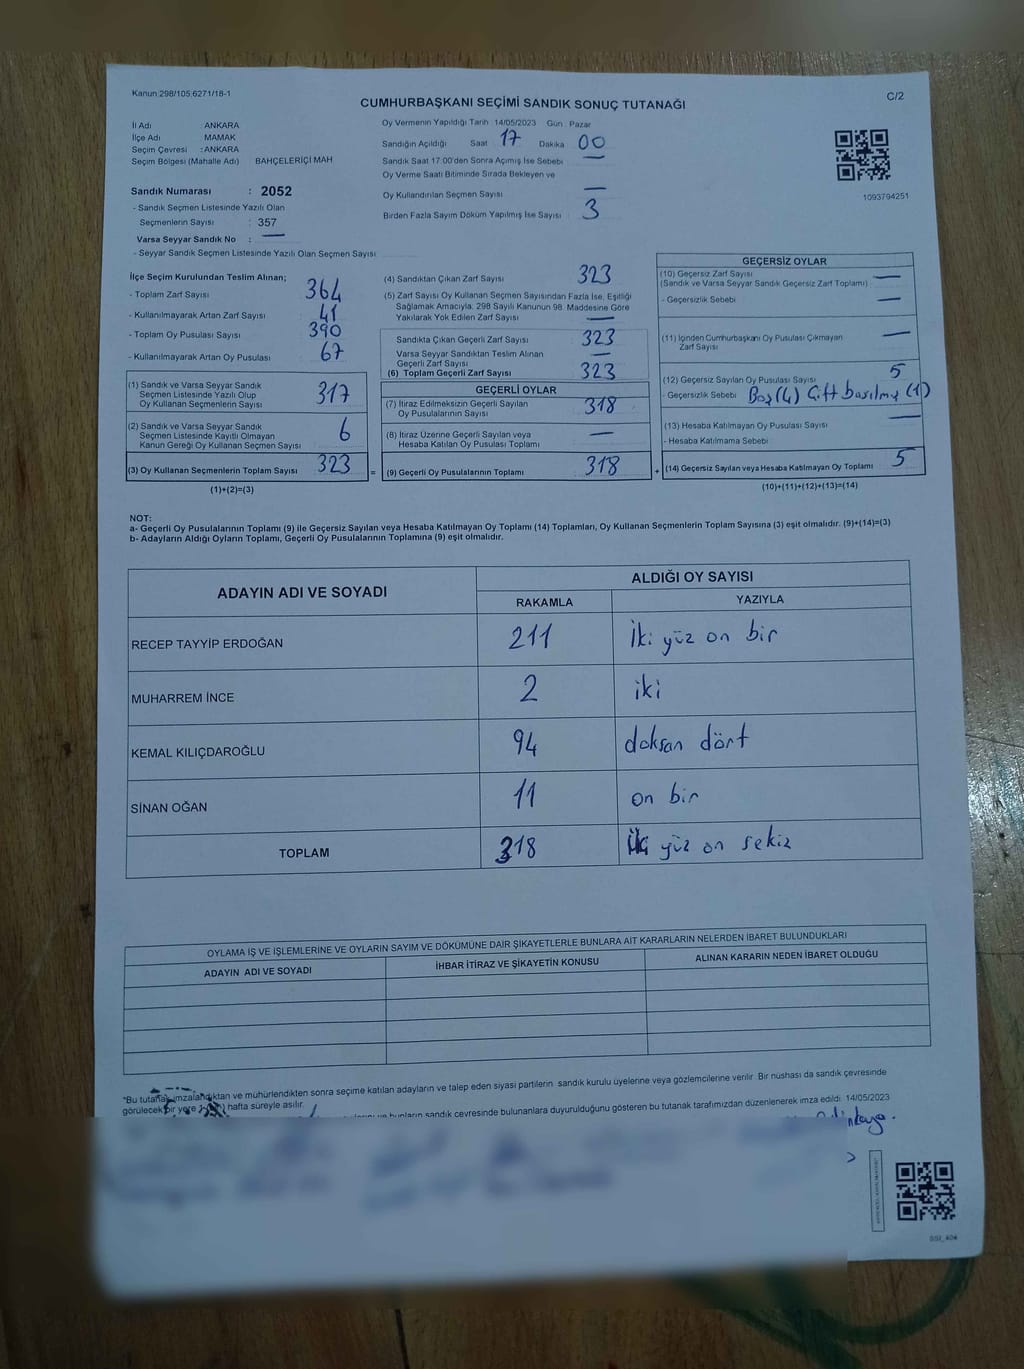 Kanun:298/105,6271/18-1
C/2
CUMHURBAŞKANI SEÇİMİ SANDIK SONUÇ TUTANAĞI
İl Adı : ANKARA
İlçe Adı : MAMAK
Seçim Çevresi : ANKARA
Seçim Bölgesi (Mahalle Adı) BAHÇELERİÇİ MAH
Sandık Numarası : 2052
- Sandık Seçmen Listesinde Yazılı Olan
Seçmenlerin Sayısı : 357
Varsa Seyyar Sandık No : —
- Seyyar Sandık Seçmen Listesinde Yazılı Olan Seçmen Sayısı
Oy Vermenin Yapıldığı Tarih 14/05/2023 Gün Pazar
Sandığın Açıldığı Saat 17 Dakika 00
Sandık Saat 17:00'den Sonra Açımış İse Sebebi —
Oy Verme Saati Bitiminde Sırada Bekleyen ve
Oy Kullandırılan Seçmen Sayısı —
Birden Fazla Sayım Döküm Yapılmış İse Sayısı 3
1093794251
İlçe Seçim Kurulundan Teslim Alınan;
- Toplam Zarf Sayısı 364
- Kullanılmayarak Artan Zarf Sayısı 41
- Toplam Oy Pusulası Sayısı 390
- Kullanılmayarak Artan Oy Pusulası 67
(1) Sandık ve Varsa Seyyar Sandık
Seçmen Listesinde Yazılı Olup
Oy Kullanan Seçmenlerin Sayısı 317
(2) Sandık ve Varsa Seyyar Sandık
Seçmen Listesinde Kayıtlı Olmayan
Kanun Gereği Oy Kullanan Seçmen Sayısı 6
(3) Oy Kullanan Seçmenlerin Toplam Sayısı 323
(1)+(2)=(3)
(4) Sandıktan Çıkan Zarf Sayısı 323
(5) Zarf Sayısı Oy Kullanan Seçmen Sayısından Fazla İse, Eşitliği
Sağlamak Amacıyla; 298 Sayılı Kanunun 98. Maddesine Göre
Yakılarak Yok Edilen Zarf Sayısı —
Sandıkta Çıkan Geçerli Zarf Sayısı 323
Varsa Seyyar Sandıktan Teslim Alınan
Geçerli Zarf Sayısı —
(6) Toplam Geçerli Zarf Sayısı 323
GEÇERLİ OYLAR
(7) İtiraz Edilmeksizin Geçerli Sayılan
Oy Pusulalarının Sayısı 318
(8) İtiraz Üzerine Geçerli Sayılan veya
Hesaba Katılan Oy Pusulası Toplamı —
= (9) Geçerli Oy Pusulalarının Toplamı 318
GEÇERSİZ OYLAR
(10) Geçersiz Zarf Sayısı —
(Sandık ve Varsa Seyyar Sandık Geçersiz Zarf Toplamı)
- Geçersizlik Sebebi —
(11) İçinden Cumhurbaşkanı Oy Pusulası Çıkmayan
Zarf Sayısı —
(12) Geçersiz Sayılan Oy Pusulası Sayısı 5
- Geçersizlik Sebebi Boş(4) Çift basılmış (1)
(13) Hesaba Katılmayan Oy Pusulası Sayısı —
- Hesaba Katılmama Sebebi
+ (14) Geçersiz Sayılan veya Hesaba Katılmayan Oy Toplamı 5
(10)+(11)+(12)+(13)=(14)
NOT:
a- Geçerli Oy Pusulalarının Toplamı (9) ile Geçersiz Sayılan veya Hesaba Katılmayan Oy Toplamı (14) Toplamları, Oy Kullanan Seçmenlerin Toplam Sayısına (3) eşit olmalıdır. (9)+(14)=(3)
b- Adayların Aldığı Oyların Toplamı, Geçerli Oy Pusulalarının Toplamına (9) eşit olmalıdır.
ADAYIN ADI VE SOYADI
ALDIĞI OY SAYISI
RAKAMLA YAZIYLA
RECEP TAYYİP ERDOĞAN 211 İki yüz on bir
MUHARREM İNCE 2 iki
KEMAL KILIÇDAROĞLU 94 doksan dört
SİNAN OĞAN 11 on bir
TOPLAM 318 yüz on sekiz
OYLAMA İŞ VE İŞLEMLERİNE VE OYLARIN SAYIM VE DÖKÜMÜNE DAİR ŞİKAYETLERLE BUNLARA AİT KARARLARIN NELERDEN İBARET BULUNDUKLARI
ADAYIN ADI VE SOYADI İHBAR İTİRAZ VE ŞİKAYETİN KONUSU ALINAN KARARIN NEDEN İBARET OLDUĞU
"Bu tutanak imzalandıktan ve mühürlendikten sonra seçime katılan adayların ve talep eden siyasi partilerin sandık kurulu üyelerine veya gözlemcilerine verilir. Bir nüshası da sandık çevresinde
görülecek bir yere hafta süreyle asılır.
bunların sandık çevresinde bulunanlara duyurulduğunu gösteren bu tutanak tarafımızdan düzenlenerek imza edildi. 14/05/2023